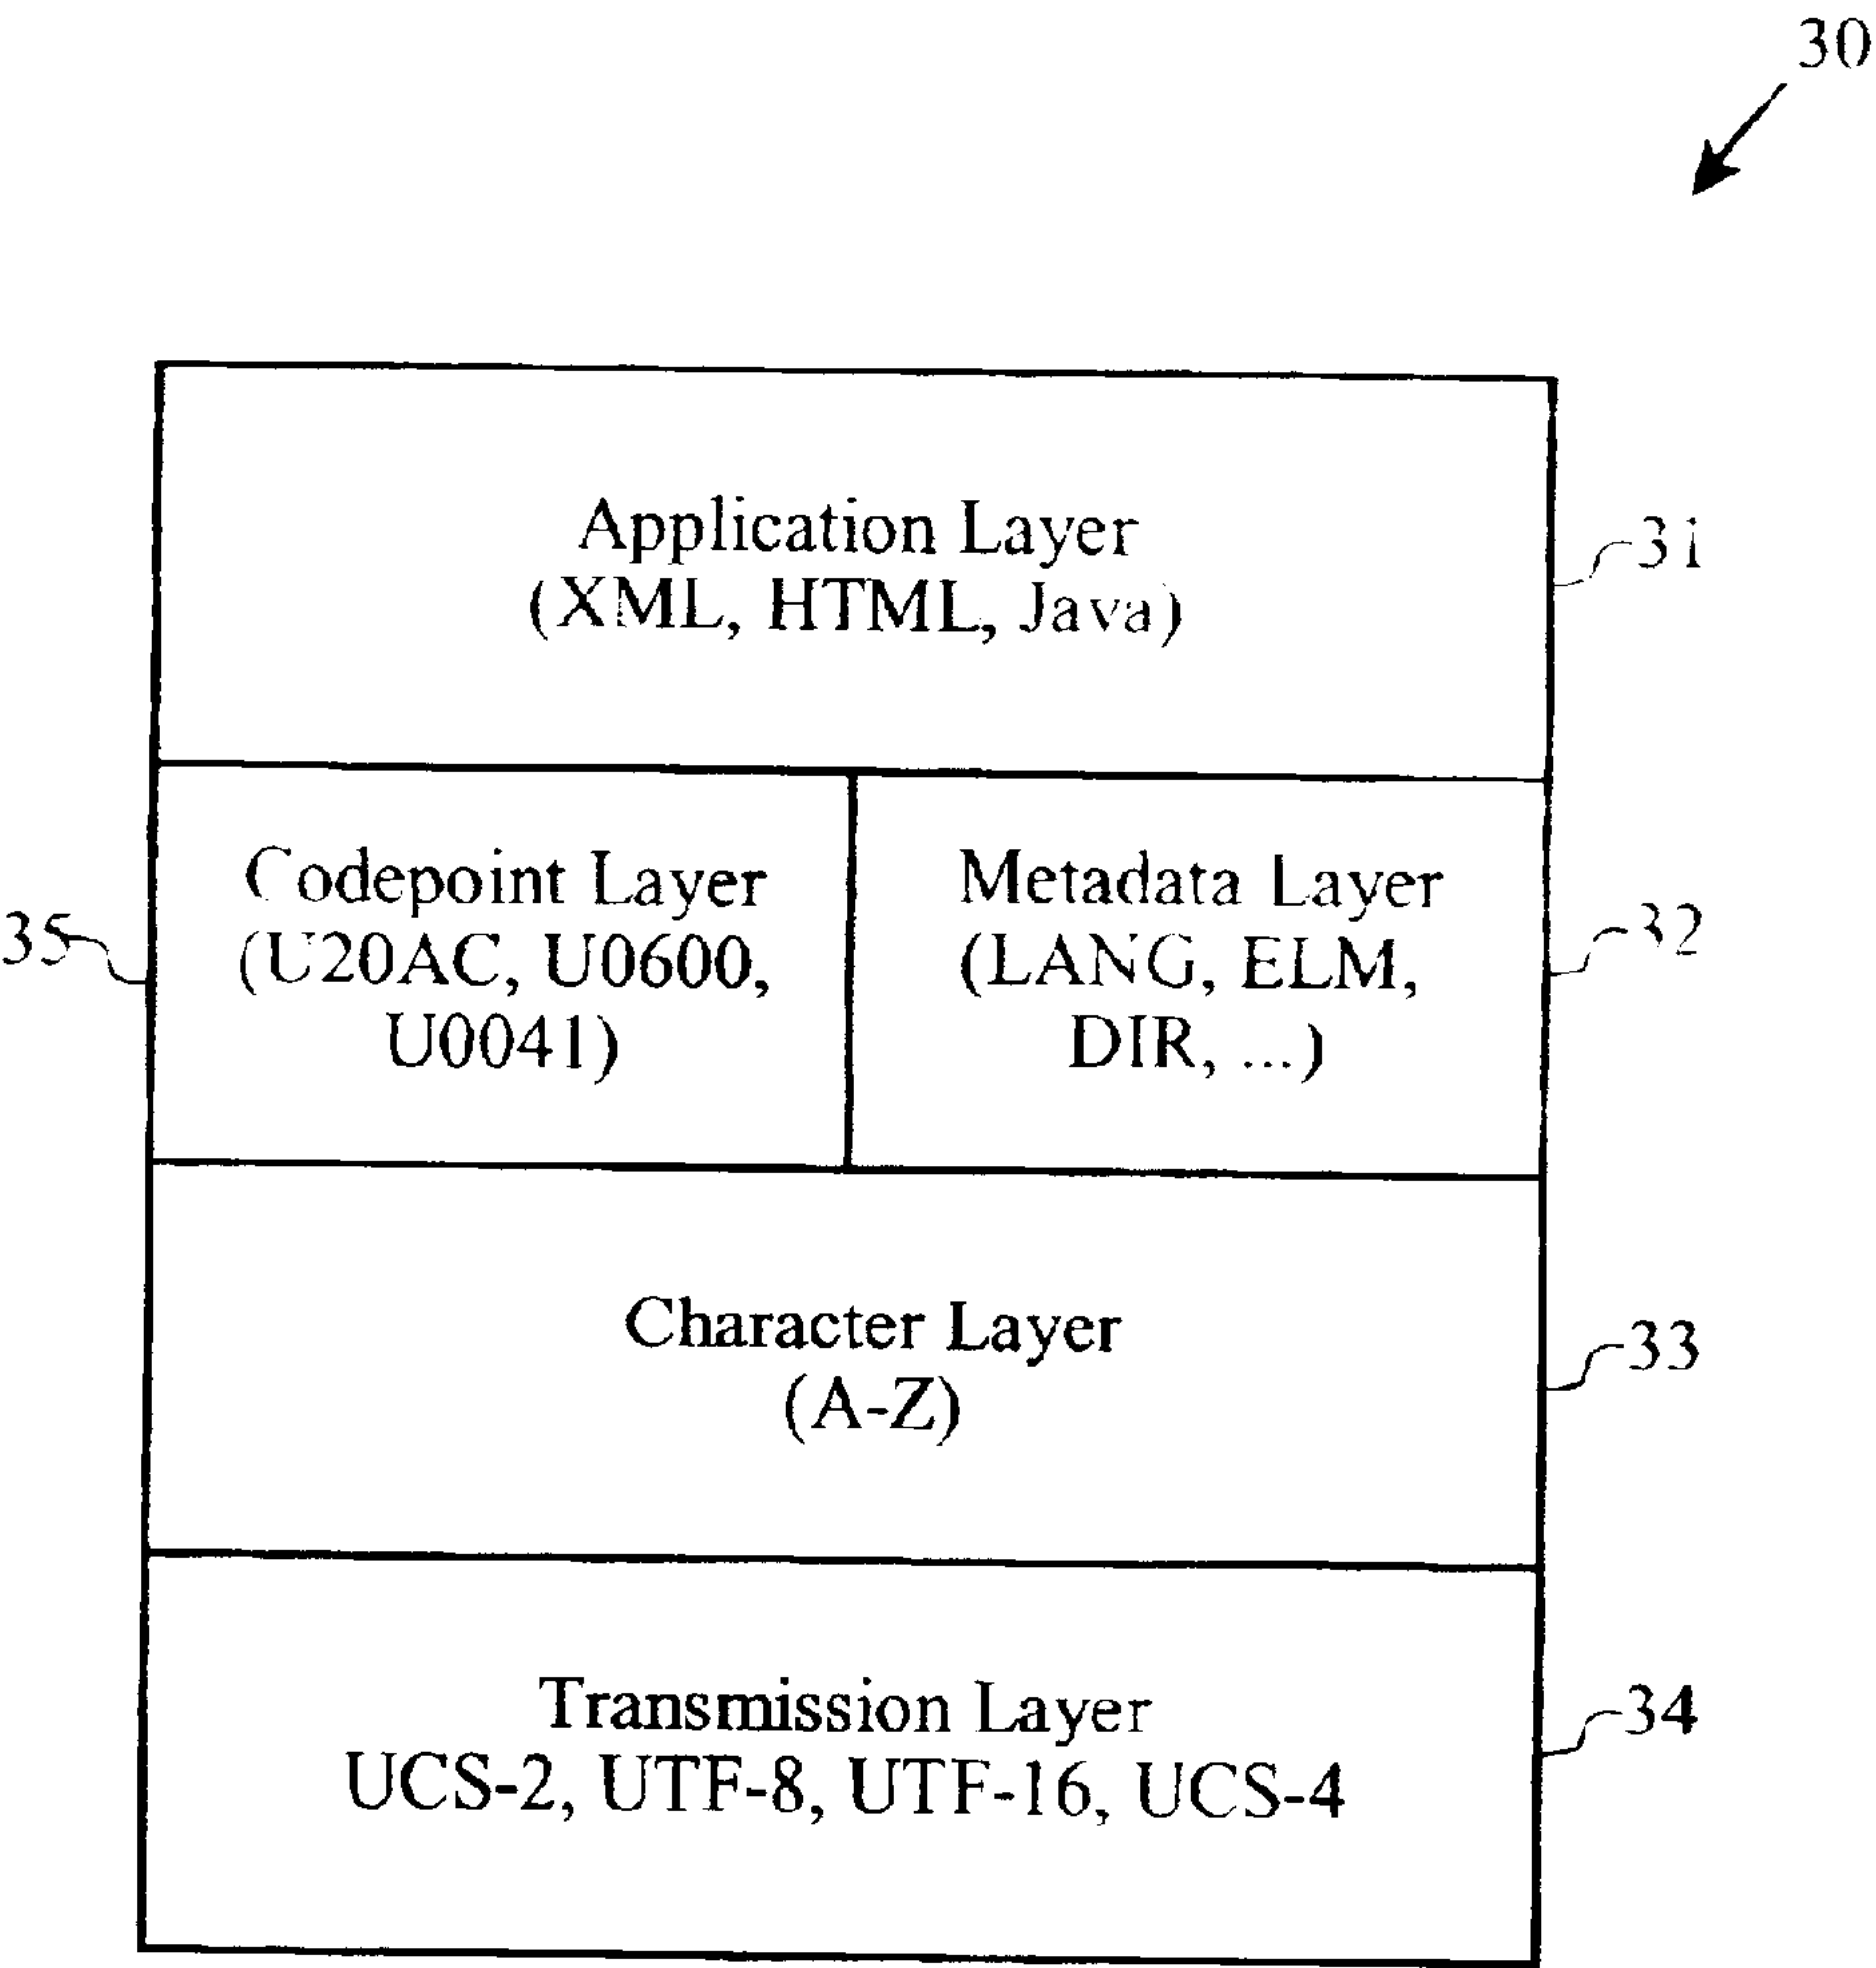 30
Application Layer
(XML, HTML, Java)
31
Codepoint Layer
(U20AC, U0600,
U0041)
35
Metadata Layer
(LANG, ELM,
DIR, ...)
32
Character Layer
(A-Z)
33
Transmission Layer
UCS-2, UTF-8, UTF-16, UCS-4
34